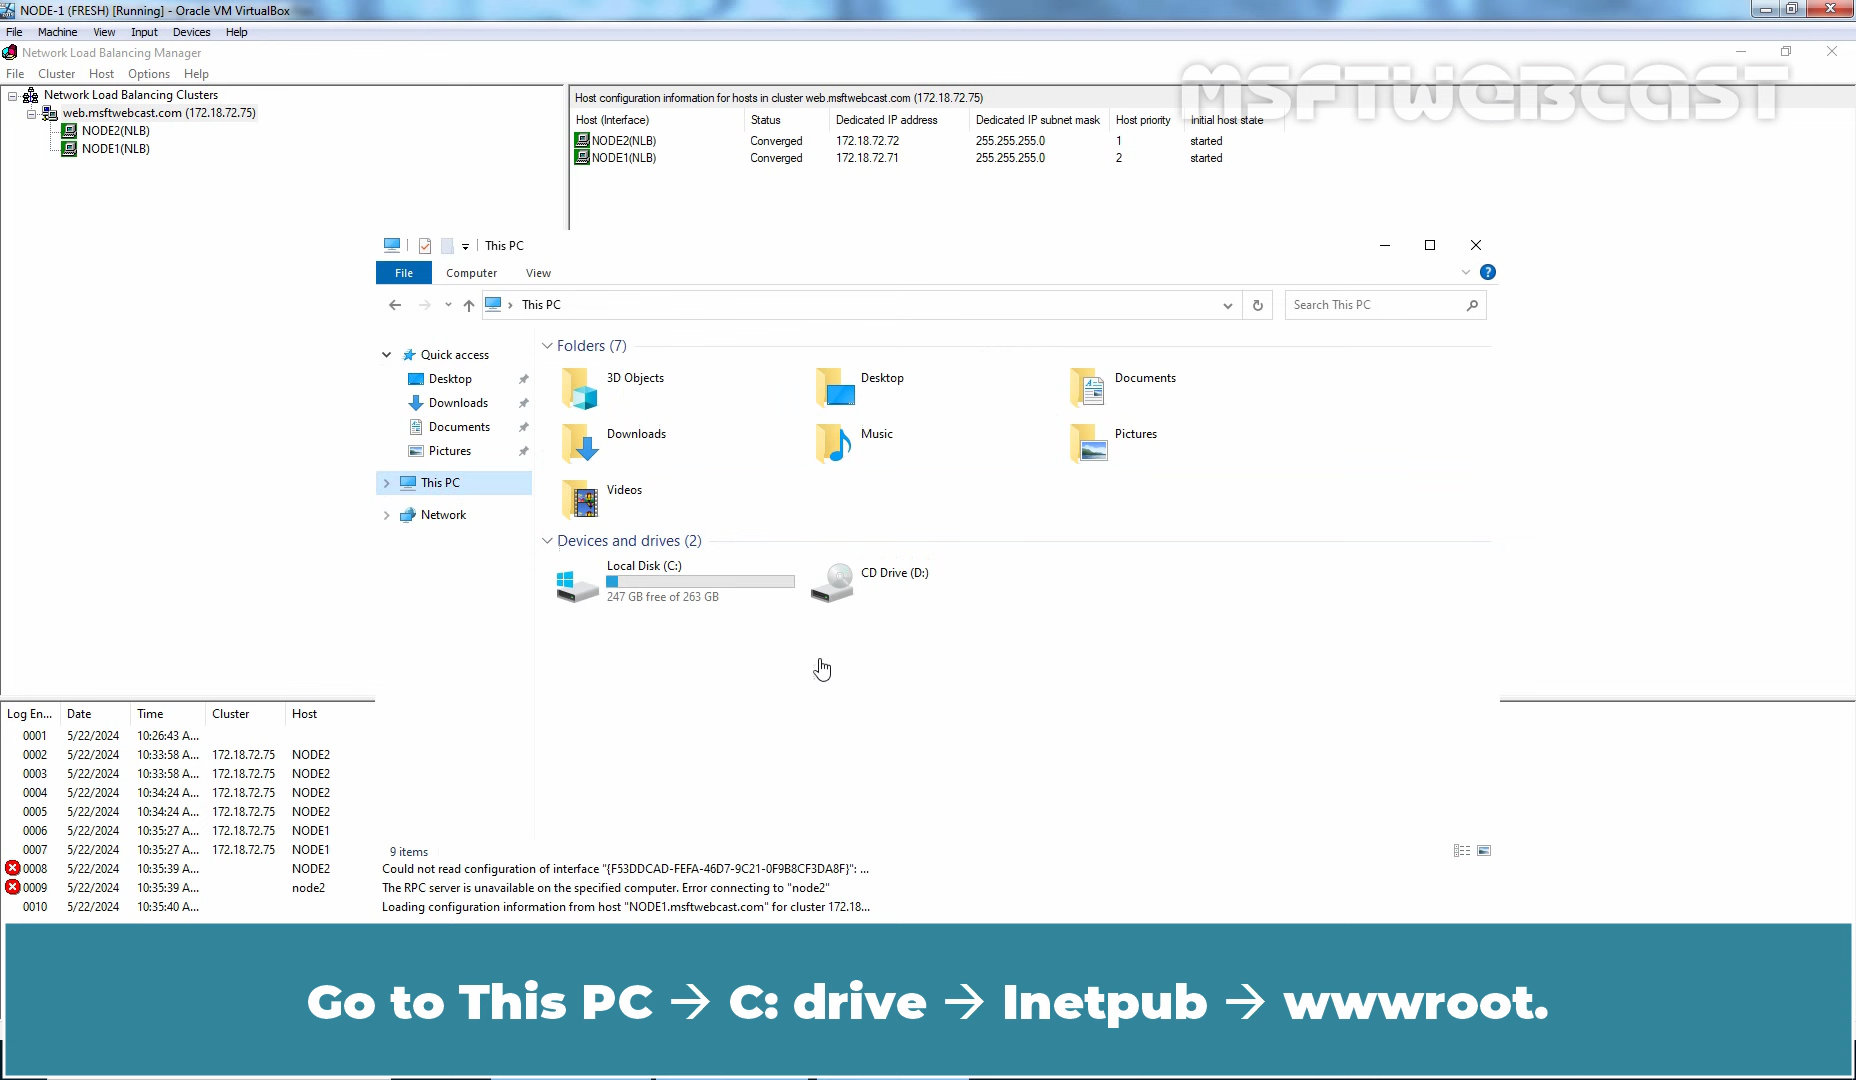 NODE-1 (FRESH) [Running] - Oracle VM VirtualBox
File Machine View Input Devices Help
Network Load Balancing Manager
File Cluster Host Options Help
MSFTWEBCAST
Network Load Balancing Clusters
web.msftwebcast.com (172.18.72.75)
NODE2(NLB)
NODE1(NLB)
Host configuration information for hosts in cluster web.msftwebcast.com (172.18.72.75)
Host (Interface) Status Dedicated IP address Dedicated IP subnet mask Host priority Initial host state
NODE2(NLB) Converged 172.18.72.72 255.255.255.0 1 started
NODE1(NLB) Converged 172.18.72.71 255.255.255.0 2 started
This PC
File Computer View
This PC
Search This PC
Quick access
Desktop
Downloads
Documents
Pictures
This PC
Network
Folders (7)
3D Objects Desktop Documents
Downloads Music Pictures
Videos
Devices and drives (2)
Local Disk (C:)
247 GB free of 263 GB
CD Drive (D:)
9 items
Log En... Date Time Cluster Host
0001 5/22/2024 10:26:43 A...
0002 5/22/2024 10:33:58 A... 172.18.72.75 NODE2
0003 5/22/2024 10:33:58 A... 172.18.72.75 NODE2
0004 5/22/2024 10:34:24 A... 172.18.72.75 NODE2
0005 5/22/2024 10:34:24 A... 172.18.72.75 NODE2
0006 5/22/2024 10:35:27 A... 172.18.72.75 NODE1
0007 5/22/2024 10:35:27 A... 172.18.72.75 NODE1
0008 5/22/2024 10:35:39 A... NODE2 Could not read configuration of interface "{F53DDCAD-FEFA-46D7-9C21-0F9B8CF3DA8F}": ...
0009 5/22/2024 10:35:39 A... node2 The RPC server is unavailable on the specified computer. Error connecting to "node2"
0010 5/22/2024 10:35:40 A... Loading configuration information from host "NODE1.msftwebcast.com" for cluster 172.18...
Go to This PC → C: drive → Inetpub → wwwroot.